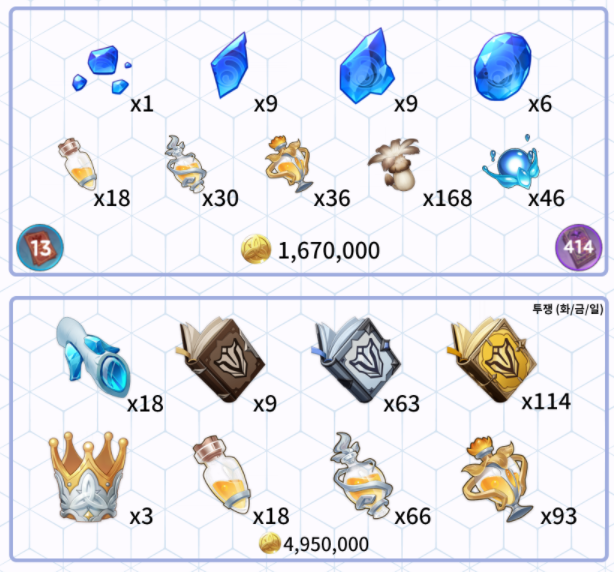 x1 x9 x9 x6
x18 x30 x36 x168 x46
13 1,670,000 414
투쟁 (화/금/일)
x18 x9 x63 x114
x3 x18 x66 x93
4,950,000